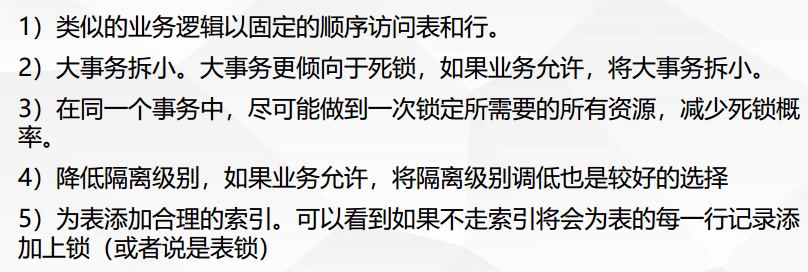 1）类似的业务逻辑以固定的顺序访问表和行。
2）大事务拆小。大事务更倾向于死锁，如果业务允许，将大事务拆小。
3）在同一个事务中，尽可能做到一次锁定所需要的所有资源，减少死锁概
率。
4）降低隔离级别，如果业务允许，将隔离级别调低也是较好的选择
5）为表添加合理的索引。可以看到如果不走索引将会为表的每一行记录添
加上锁（或者说是表锁）